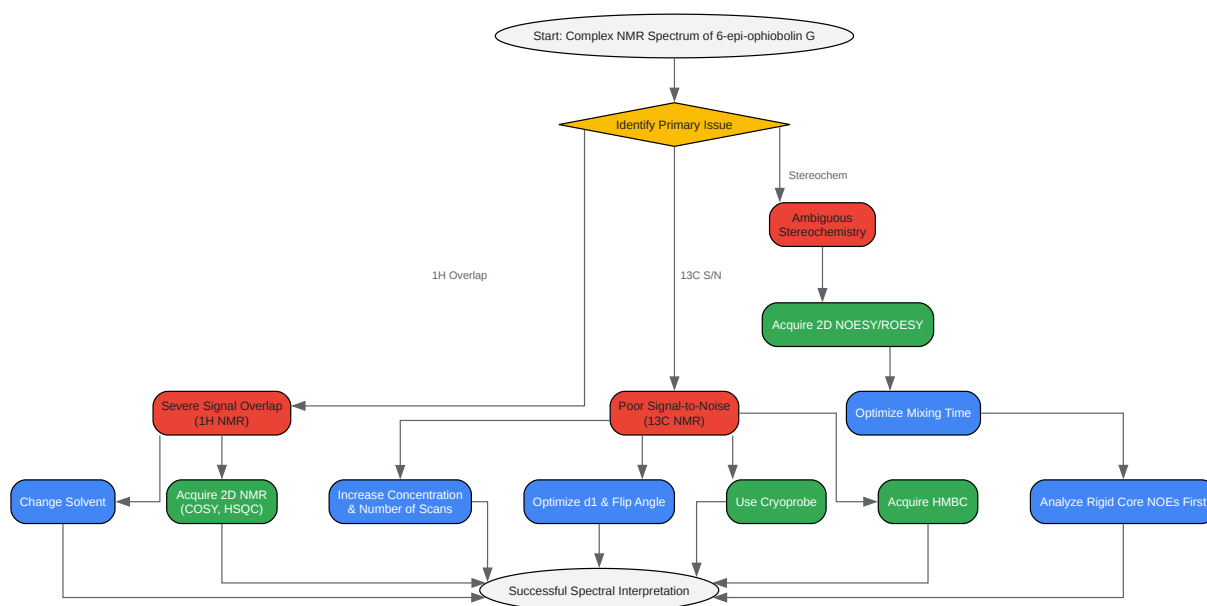 Start: Complex NMR Spectrum of 6-epi-ophiobolin G
Identify Primary Issue
Stereochem
Ambiguous
Stereochemistry
1H Overlap
13C S/N
Acquire 2D NOESY/ROESY
Severe Signal Overlap
(1H NMR)
Poor Signal-to-Noise
(13C NMR)
Optimize Mixing Time
Change Solvent
Acquire 2D NMR
(COSY, HSQC)
Increase Concentration
& Number of Scans
Optimize d1 & Flip Angle
Use Cryoprobe
Acquire HMBC
Analyze Rigid Core NOEs First
Successful Spectral Interpretation